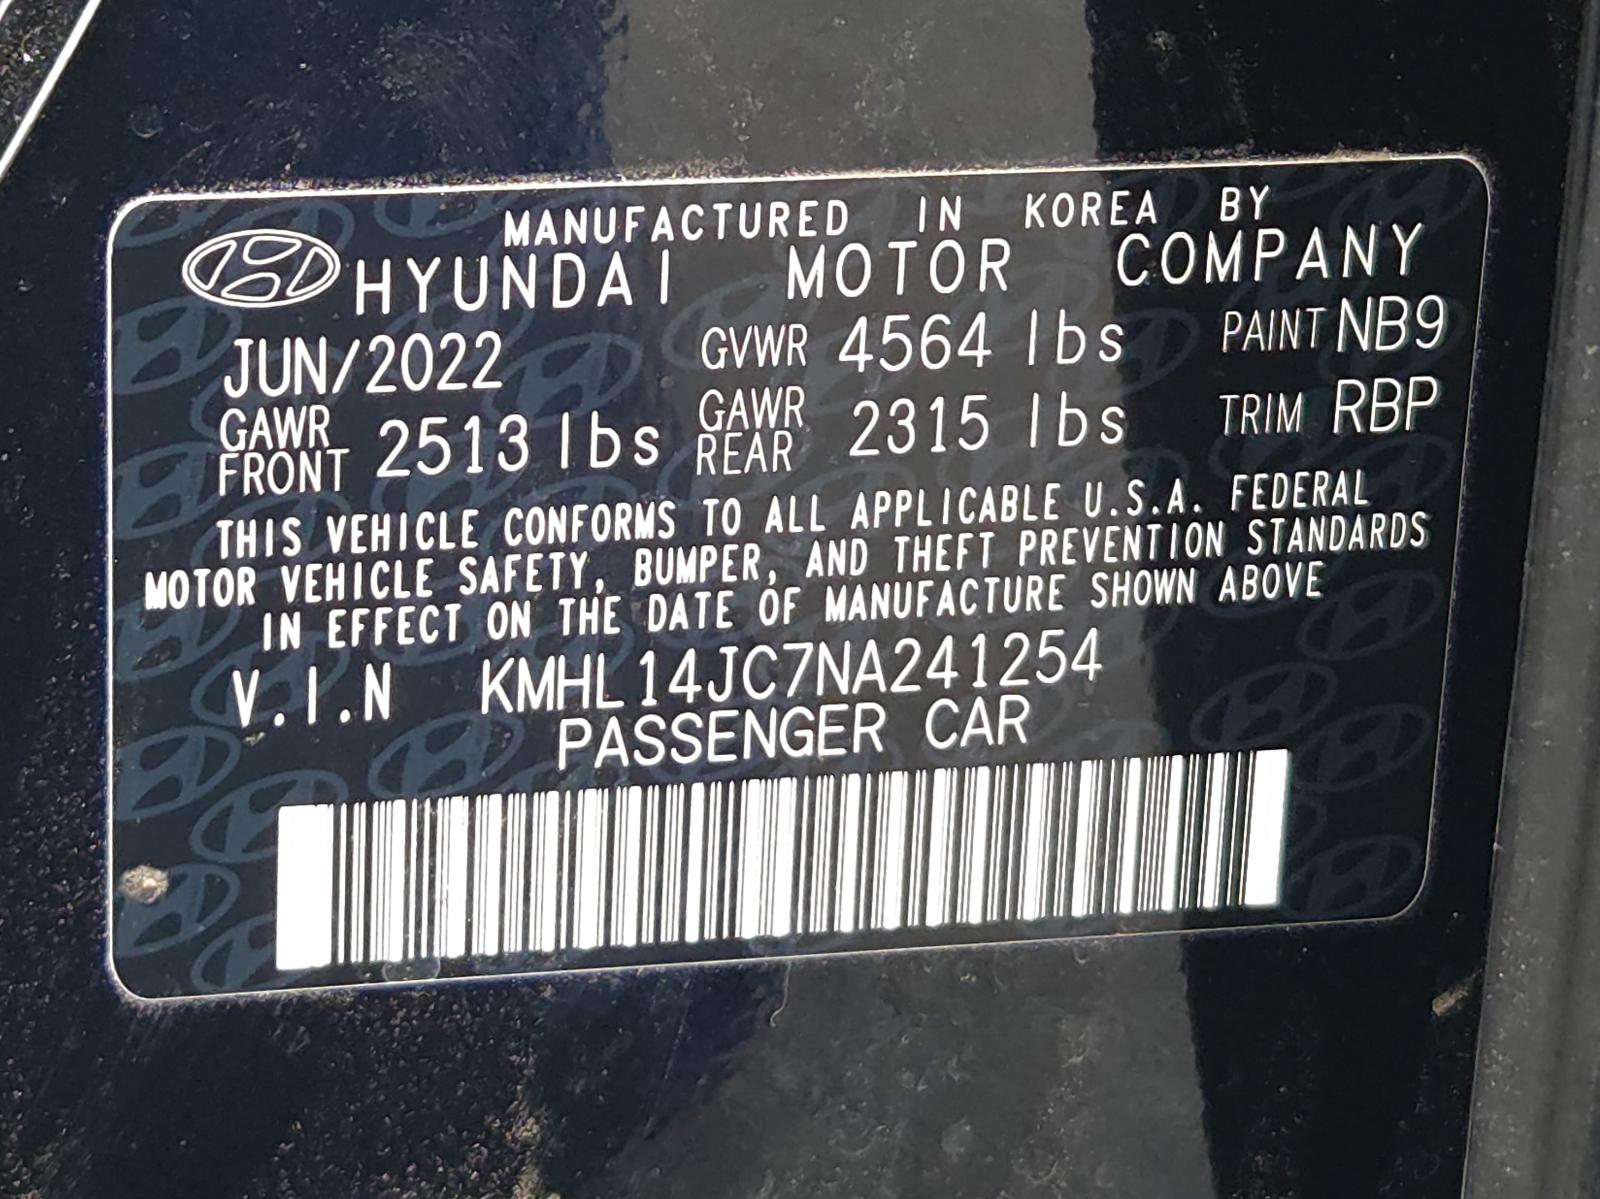 MANUFACTURED IN KOREA BY
HYUNDAI MOTOR COMPANY
JUN/2022 GVWR 4564 lbs PAINT NB9
GAWR FRONT 2513 lbs GAWR REAR 2315 lbs TRIM RBP
THIS VEHICLE CONFORMS TO ALL APPLICABLE U.S.A. FEDERAL
MOTOR VEHICLE SAFETY, BUMPER, AND THEFT PREVENTION STANDARDS
IN EFFECT ON THE DATE OF MANUFACTURE SHOWN ABOVE
V.I.N KMHL14JC7NA241254
PASSENGER CAR